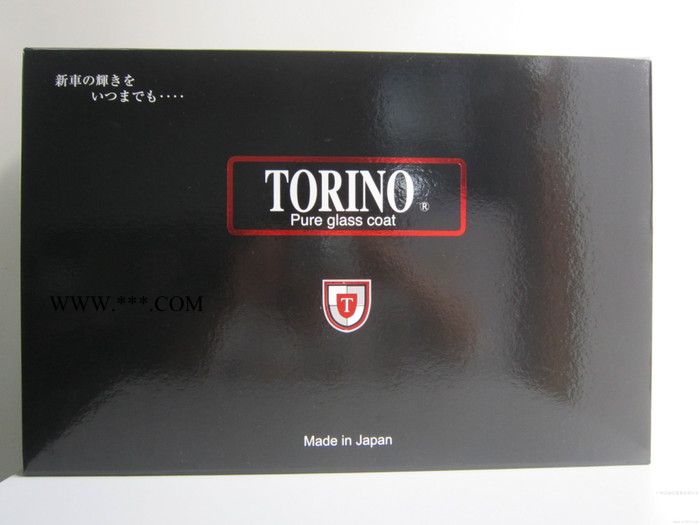 新車の輝きを
いつまでも････
TORINO ®
Pure glass coat
WWW.***.COM
T
Made in Japan